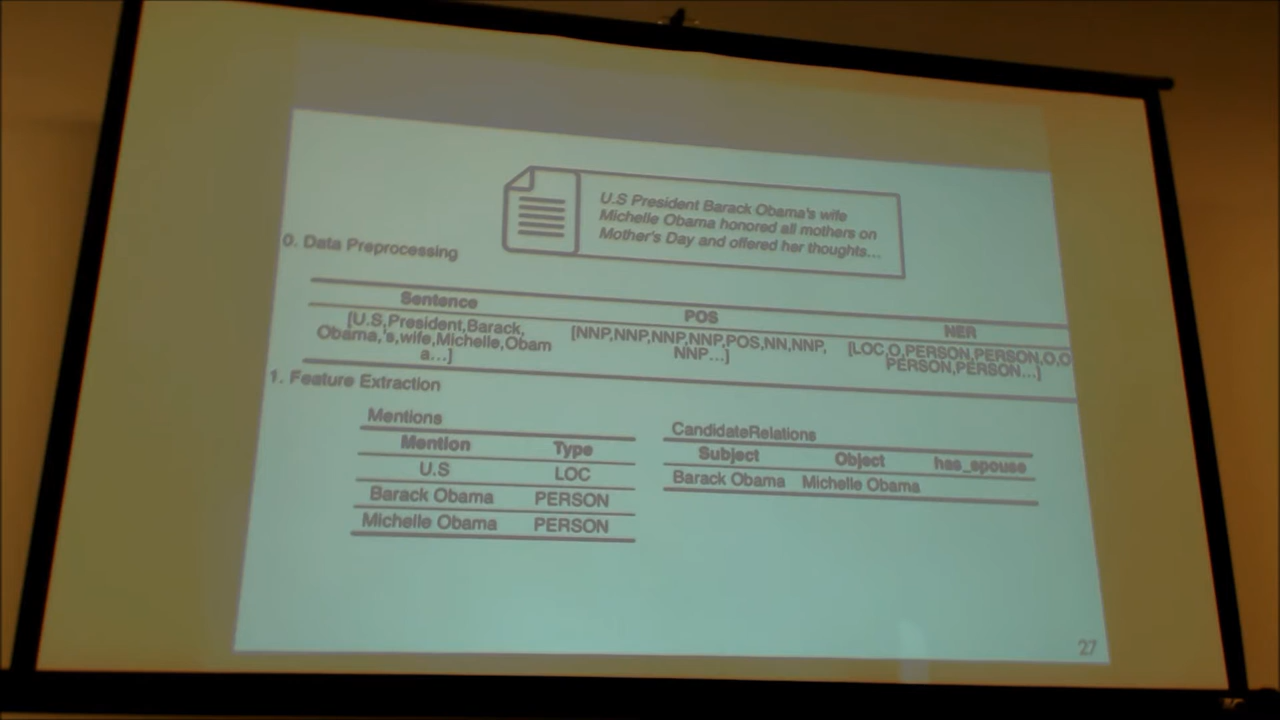 U.S President Barack Obama's wife
Michelle Obama honored all mothers on
Mother's Day and offered her thoughts...
0. Data Preprocessing
Sentence POS NER
[U.S,President,Barack, [NNP,NNP,NNP,NNP,POS,NN,NNP, [LOC,O,PERSON,PERSON,O,O
Obama,'s,wife,Michelle,Obam NNP...] PERSON,PERSON...]
a...]
1. Feature Extraction
Mentions
Mention Type
U.S LOC
Barack Obama PERSON
Michelle Obama PERSON
CandidateRelations
Subject Object has_spouse
Barack Obama Michelle Obama
27